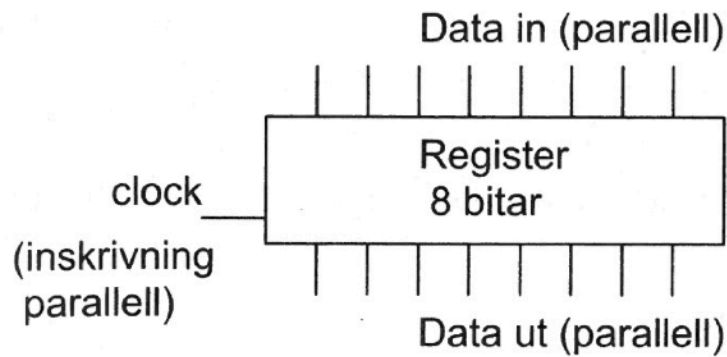 Data in (parallell)
Register
8 bitar
clock
(inskrivning
parallell)
Data ut (parallell)